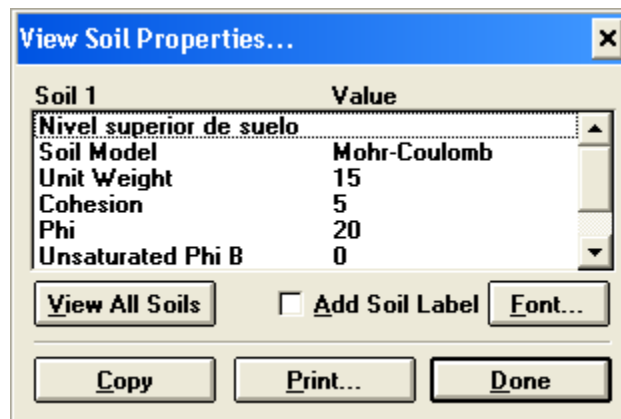 View Soil Properties...
Soil 1 Value
Nivel superior de suelo
Soil Model Mohr-Coulomb
Unit Weight 15
Cohesion 5
Phi 20
Unsaturated Phi B 0
View All Soils Add Soil Label Font...
Copy Print... Done